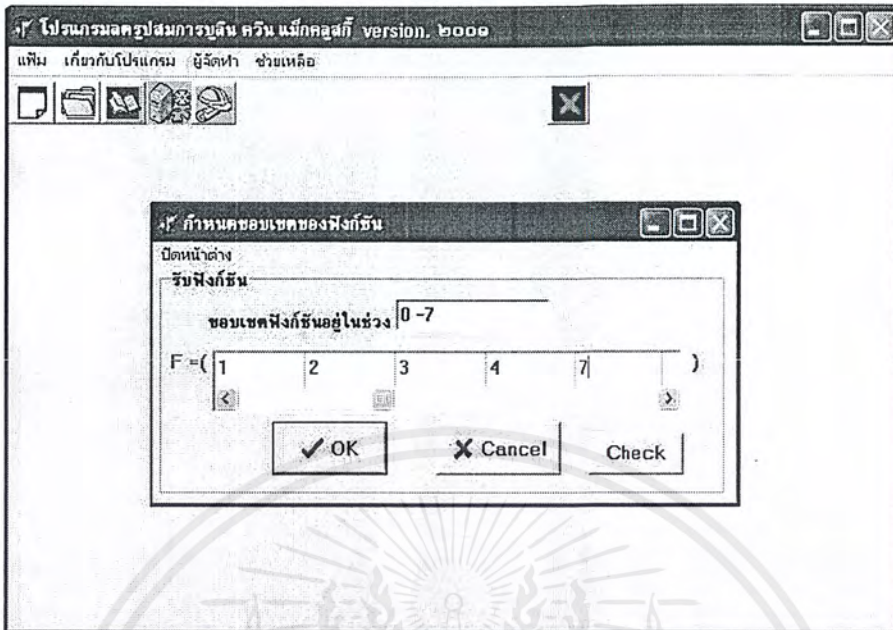 โปรแกรมลดรูปสมการบูลีน ควีน แม็กคลูสกี้ version. ๒๐๐๑
แฟ้ม เกี่ยวกับโปรแกรม ผู้จัดทำ ช่วยเหลือ
กำหนดขอบเขตของฟังก์ชัน
ปิดหน้าต่าง
รับฟังก์ชัน
ขอบเขตฟังก์ชันอยู่ในช่วง 0 -7
F =( 1 2 3 4 7 )
OK Cancel Check